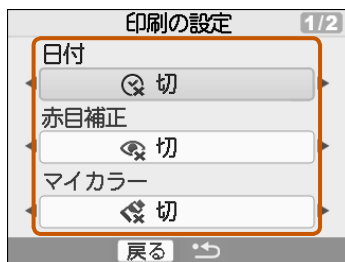 印刷の設定 1/2
日付
切
赤目補正
切
マイカラー
切
戻る